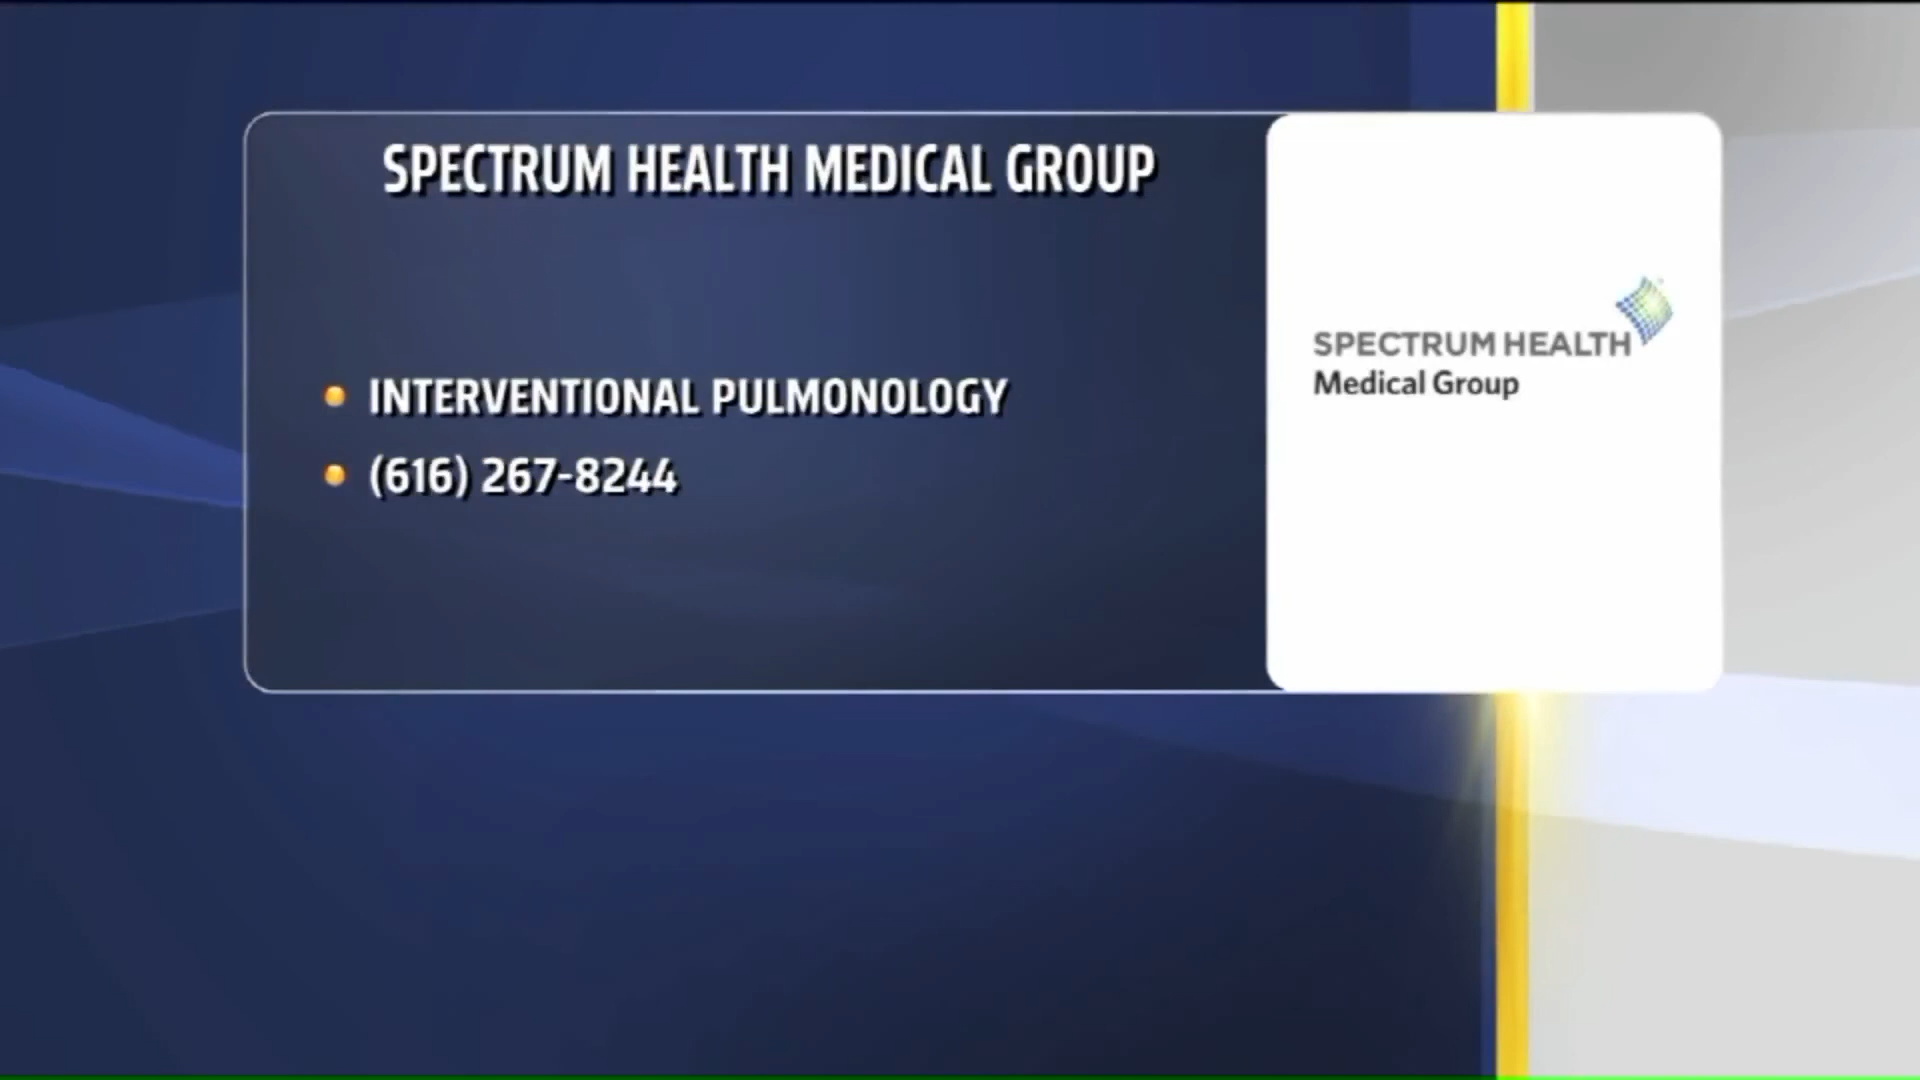 SPECTRUM HEALTH MEDICAL GROUP
INTERVENTIONAL PULMONOLOGY
(616) 267-8244
SPECTRUM HEALTH
Medical Group